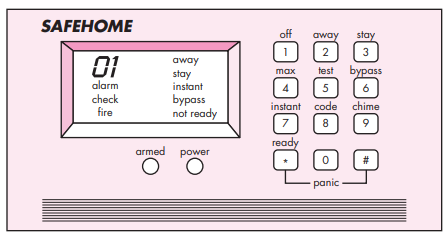 SAFEHOME
01
alarm
check
fire
away
stay
instant
bypass
not ready
armed power
off away stay
1 2 3
max test bypass
4 5 6
instant code chime
7 8 9
ready
* 0 #
panic